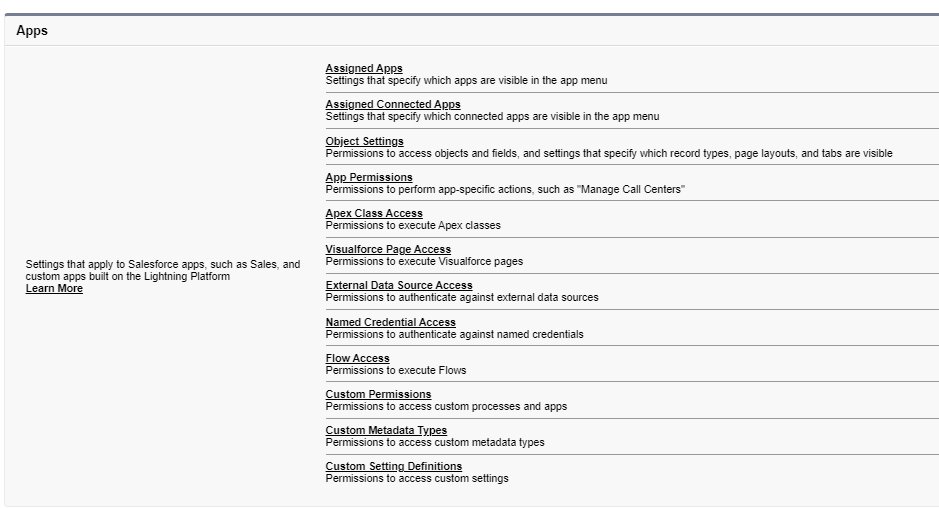 Apps
Settings that apply to Salesforce apps, such as Sales, and
custom apps built on the Lightning Platform
Learn More
Assigned Apps
Settings that specify which apps are visible in the app menu
Assigned Connected Apps
Settings that specify which connected apps are visible in the app menu
Object Settings
Permissions to access objects and fields, and settings that specify which record types, page layouts, and tabs are visible
App Permissions
Permissions to perform app-specific actions, such as "Manage Call Centers"
Apex Class Access
Permissions to execute Apex classes
Visualforce Page Access
Permissions to execute Visualforce pages
External Data Source Access
Permissions to authenticate against external data sources
Named Credential Access
Permissions to authenticate against named credentials
Flow Access
Permissions to execute Flows
Custom Permissions
Permissions to access custom processes and apps
Custom Metadata Types
Permissions to access custom metadata types
Custom Setting Definitions
Permissions to access custom settings